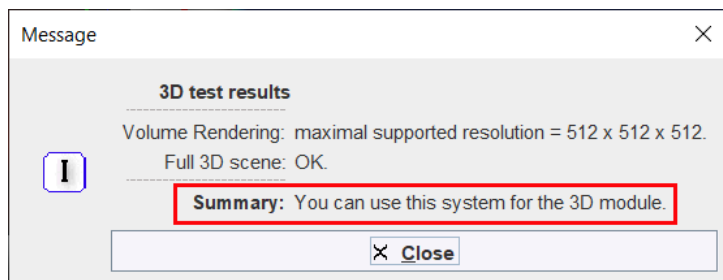 Message
3D test results
Volume Rendering: maximal supported resolution = 512 x 512 x 512.
Full 3D scene: OK.
I
Summary: You can use this system for the 3D module.
Close